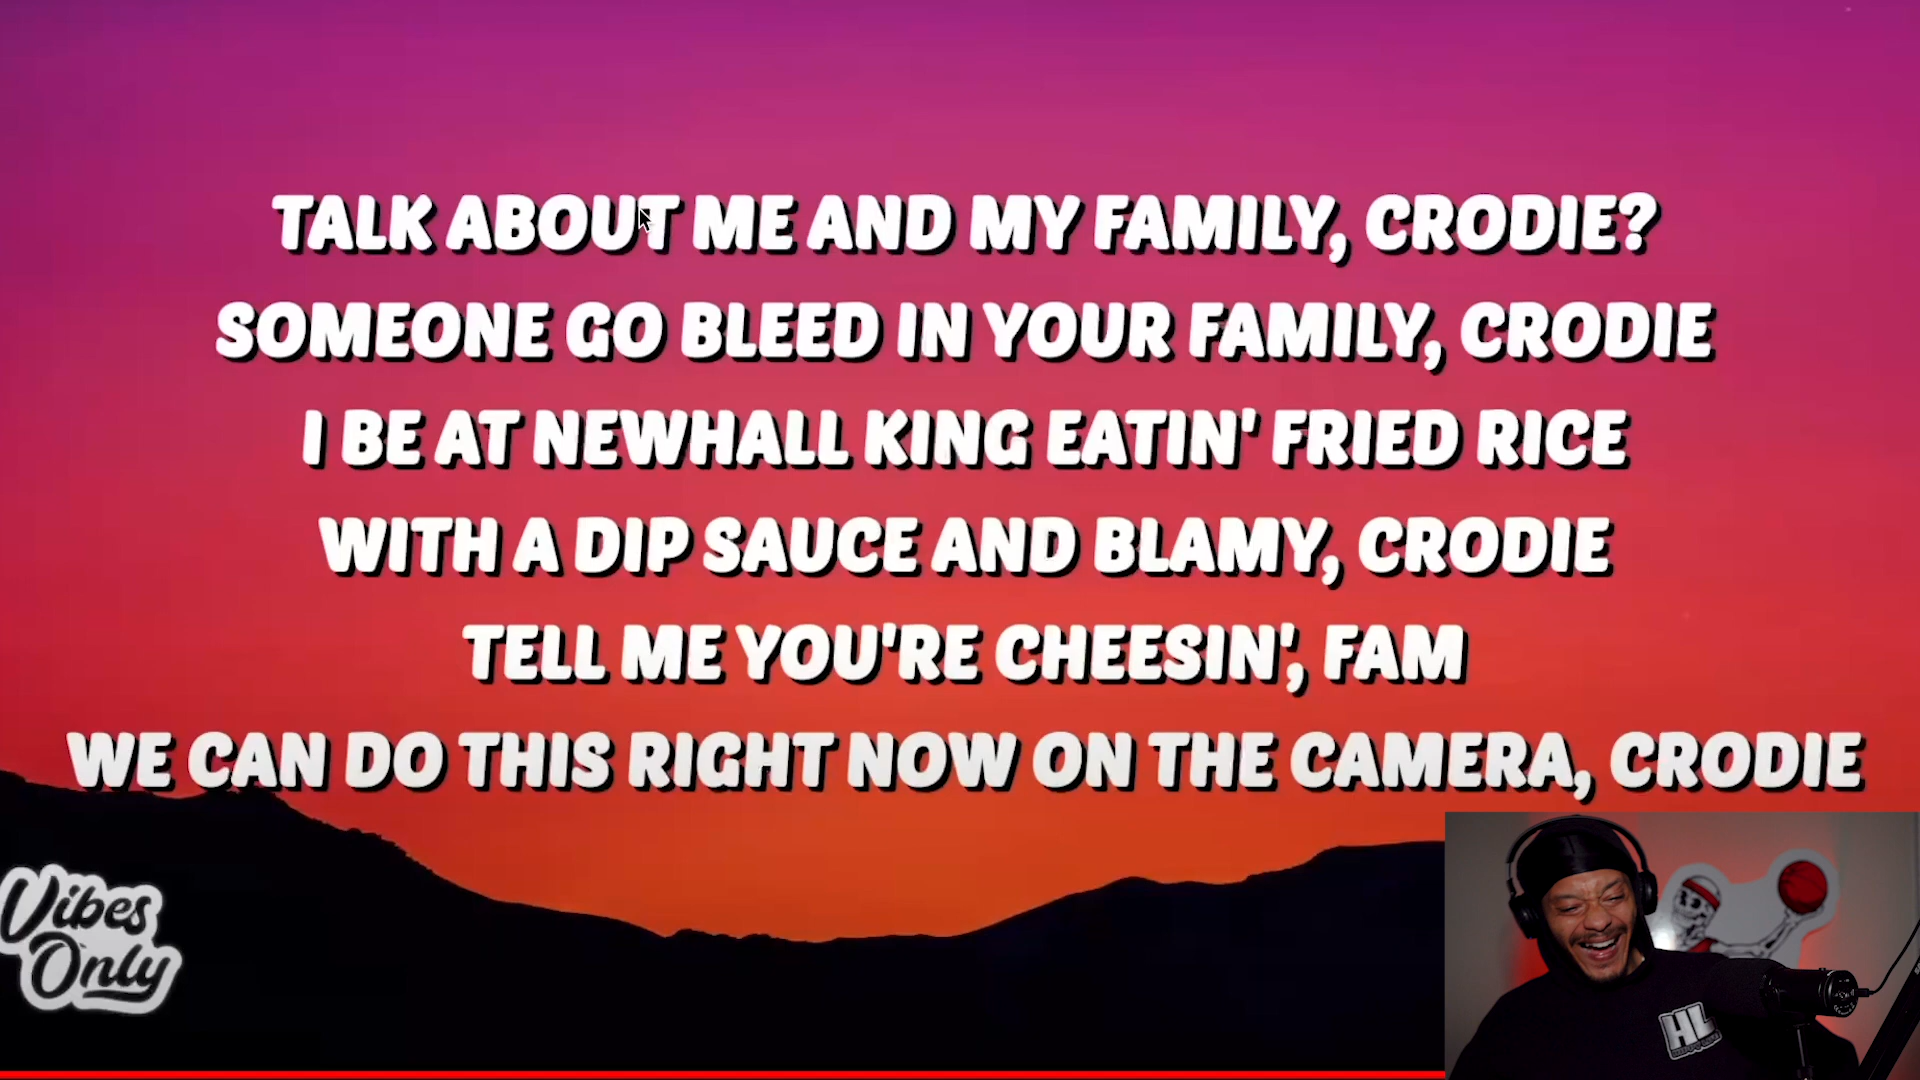 TALK ABOUT ME AND MY FAMILY, CRODIE?
SOMEONE GO BLEED IN YOUR FAMILY, CRODIE
I BE AT NEWHALL KING EATIN' FRIED RICE
WITH A DIP SAUCE AND BLAMY, CRODIE
TELL ME YOU'RE CHEESIN', FAM
WE CAN DO THIS RIGHT NOW ON THE CAMERA, CRODIE
Vibes
Only
HL